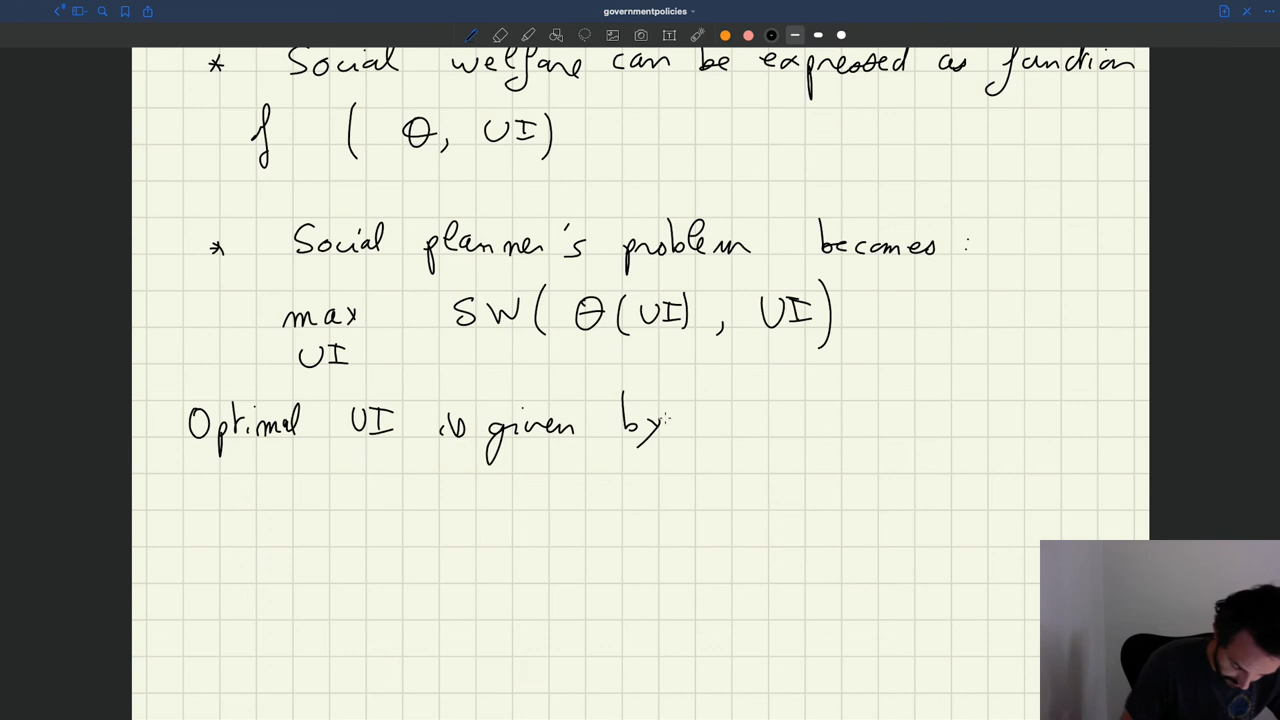 governmentpolicies
* Social welfare can be expressed as function
f ( θ, UI)
* Social planner's problem becomes :
max SW( θ(UI) , UI)
UI
Optimal UI is given by: